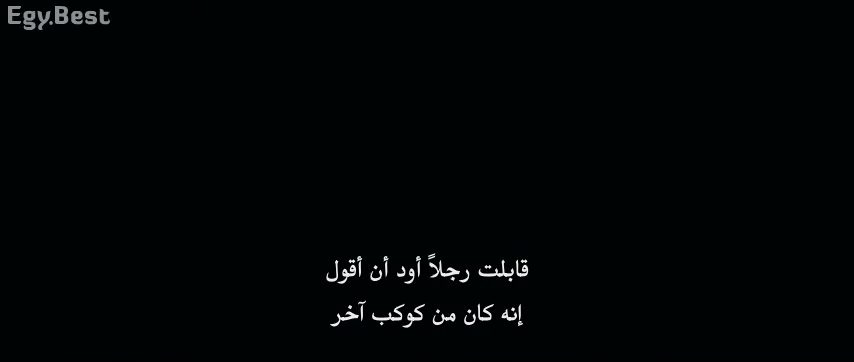 Egy.Best
قابلت رجلاً أود أن أقول
إنه كان من كوكب آخر